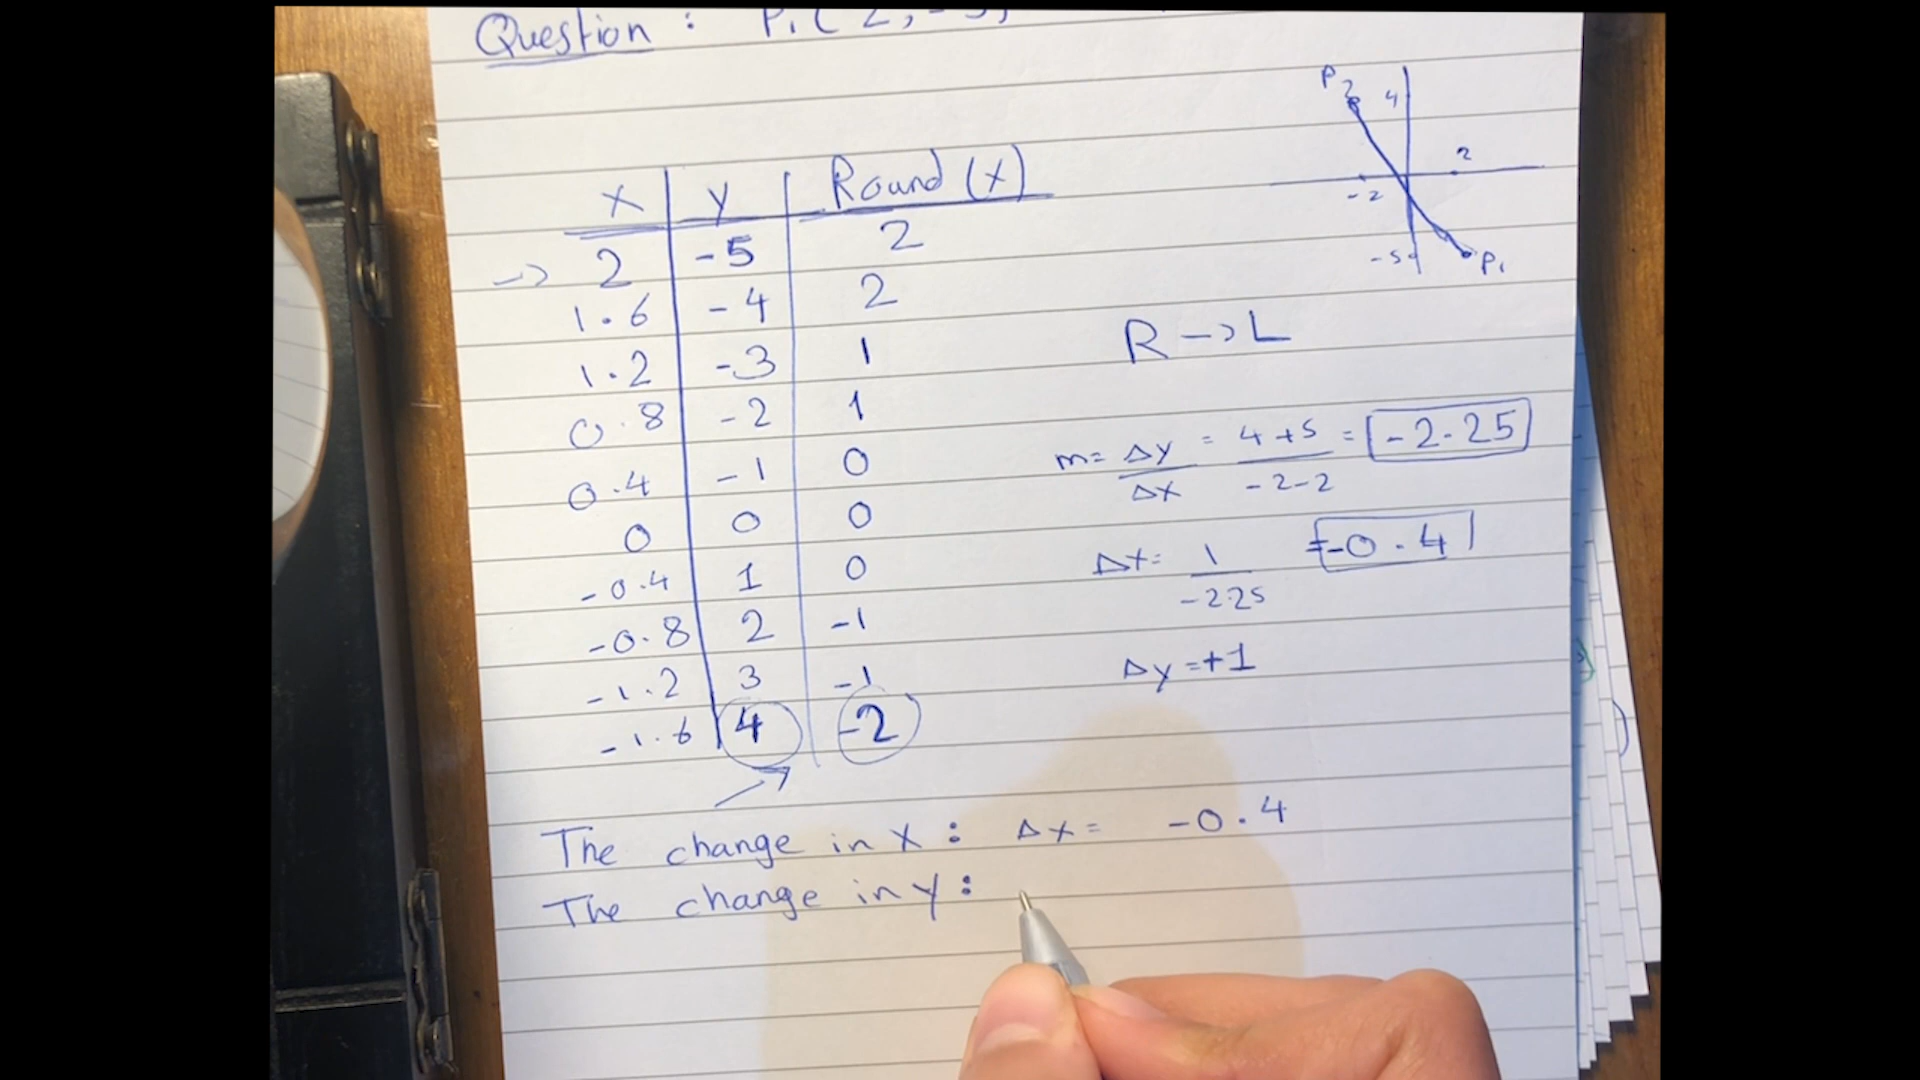 Question : P₁ ( 2, -5,
P₂
4
2
-2
-5
P₁
x y Round (x)
-> 2 -5 2
1.6 -4 2
1.2 -3 1
0.8 -2 1
0.4 -1 0
0 0 0
-0.4 1 0
-0.8 2 -1
-1.2 3 -1
-1.6 4 -2
R -> L
m= Δy/Δx = 4+5/-2-2 = -2.25
Δx= 1/-2.25 =-0.4
Δy=+1
The change in x : Δx= -0.4
The change in y :